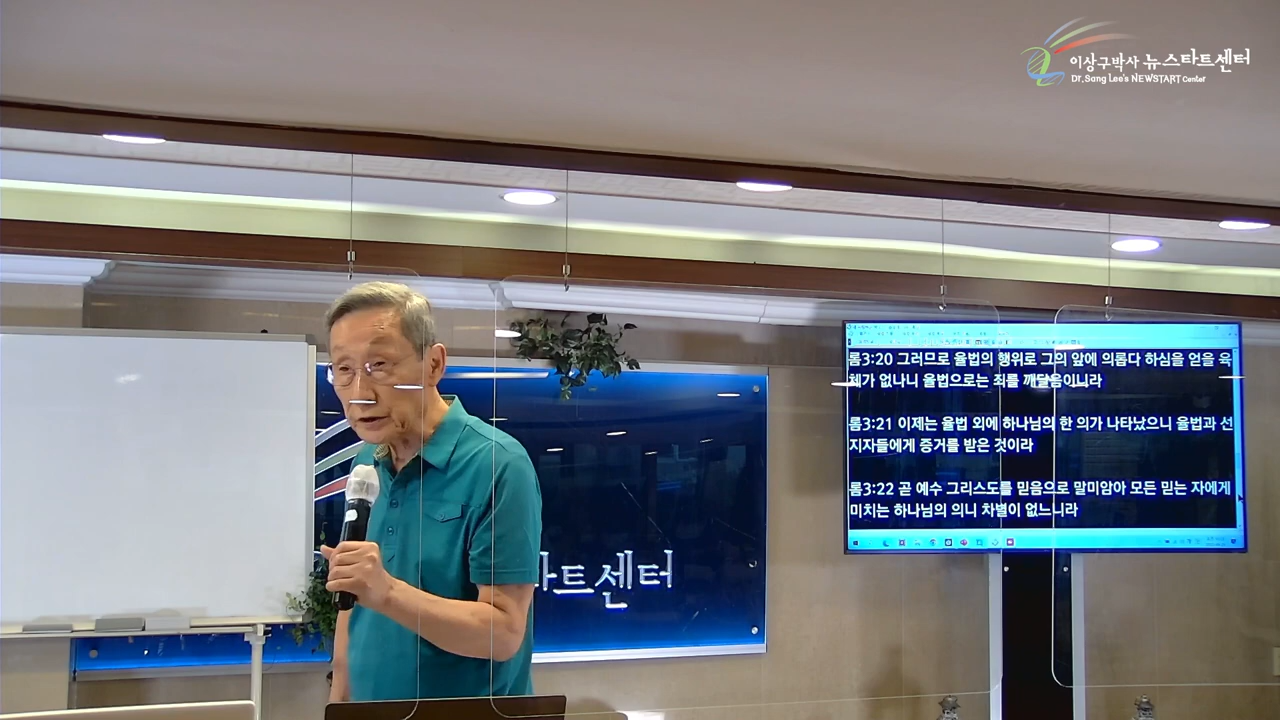 이상구박사 뉴스타트센터
Dr. Sang Lee's NEWSTART Center
롬3:20 그러므로 율법의 행위로 그의 앞에 의롭다 하심을 얻을 육
체가 없나니 율법으로는 죄를 깨달음이니라
롬3:21 이제는 율법 외에 하나님의 한 의가 나타났으니 율법과 선
지자들에게 증거를 받은 것이라
롬3:22 곧 예수 그리스도를 믿음으로 말미암아 모든 믿는 자에게
미치는 하나님의 의니 차별이 없느니라
타트센터